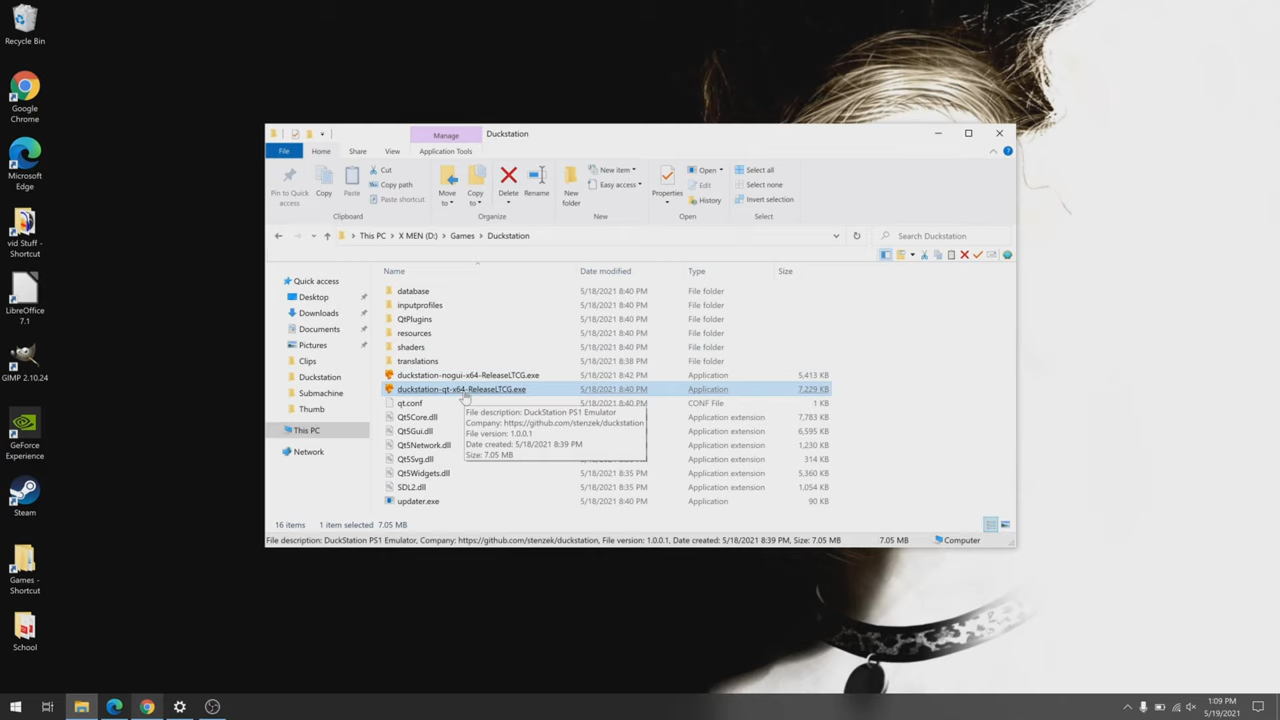 Recycle Bin
Google
Chrome
Microsoft
Edge
vid Stuff -
Shortcut
LibreOffice
7.1
GIMP 2.10.24
GeForce
Experience
Steam
Games -
Shortcut
School
Manage
Duckstation
File
Home
Share
View
Application Tools
Pin to Quick
access
Copy
Paste
Cut
Copy path
Paste shortcut
Clipboard
Move
to
Copy
to
Delete
Rename
Organize
New
folder
New item
Easy access
New
Properties
Open
Edit
History
Open
Select all
Select none
Invert selection
Select
This PC > X MEN (D:) > Games > Duckstation
Search Duckstation
Quick access
Desktop
Downloads
Documents
Pictures
Clips
Duckstation
Submachine
Thumb
This PC
Network
Name Date modified Type Size
database 5/18/2021 8:40 PM File folder
inputprofiles 5/18/2021 8:40 PM File folder
QtPlugins 5/18/2021 8:40 PM File folder
resources 5/18/2021 8:40 PM File folder
shaders 5/18/2021 8:40 PM File folder
translations 5/18/2021 8:38 PM File folder
duckstation-nogui-x64-ReleaseLTCG.exe 5/18/2021 8:42 PM Application 5,413 KB
duckstation-qt-x64-ReleaseLTCG.exe 5/18/2021 8:40 PM Application 7,229 KB
qt.conf 5/18/2021 8:40 PM CONF File 1 KB
Qt5Core.dll Application extension 7,783 KB
Qt5Gui.dll Application extension 6,595 KB
Qt5Network.dll Application extension 1,230 KB
Qt5Svg.dll Application extension 314 KB
Qt5Widgets.dll 5/18/2021 8:35 PM Application extension 5,360 KB
SDL2.dll 5/18/2021 8:35 PM Application extension 1,054 KB
updater.exe 5/18/2021 8:40 PM Application 90 KB
File description: DuckStation PS1 Emulator
Company: https://github.com/stenzek/duckstation
File version: 1.0.0.1
Date created: 5/18/2021 8:39 PM
Size: 7.05 MB
16 items 1 item selected 7.05 MB
File description: DuckStation PS1 Emulator, Company: https://github.com/stenzek/duckstation, File version: 1.0.0.1, Date created: 5/18/2021 8:39 PM, Size: 7.05 MB 7.05 MB Computer
1:09 PM
5/19/2021